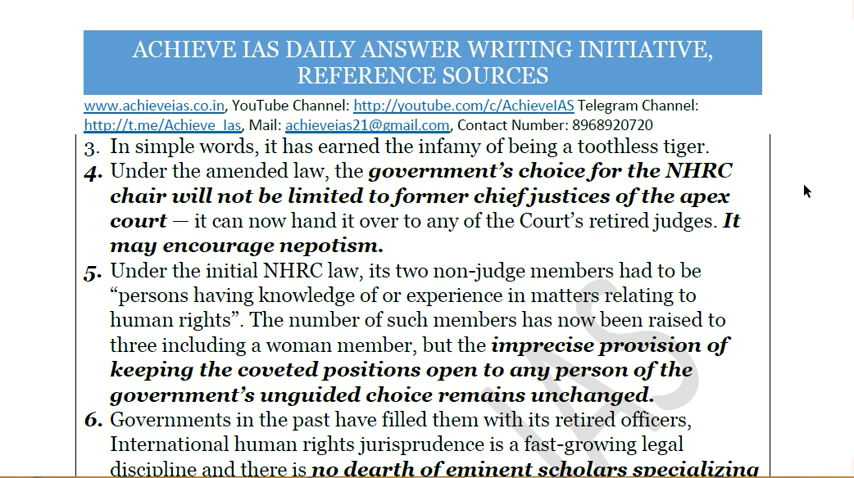 ACHIEVE IAS DAILY ANSWER WRITING INITIATIVE,
REFERENCE SOURCES
www.achieveias.co.in, YouTube Channel: http://youtube.com/c/AchieveIAS Telegram Channel:
http://t.me/Achieve_Ias, Mail: achieveias21@gmail.com, Contact Number: 8968920720
3. In simple words, it has earned the infamy of being a toothless tiger.
4. Under the amended law, the government's choice for the NHRC
chair will not be limited to former chief justices of the apex
court — it can now hand it over to any of the Court's retired judges. It
may encourage nepotism.
5. Under the initial NHRC law, its two non-judge members had to be
“persons having knowledge of or experience in matters relating to
human rights”. The number of such members has now been raised to
three including a woman member, but the imprecise provision of
keeping the coveted positions open to any person of the
government's unguided choice remains unchanged.
6. Governments in the past have filled them with its retired officers,
International human rights jurisprudence is a fast-growing legal
discipline and there is no dearth of eminent scholars specializing
IAS